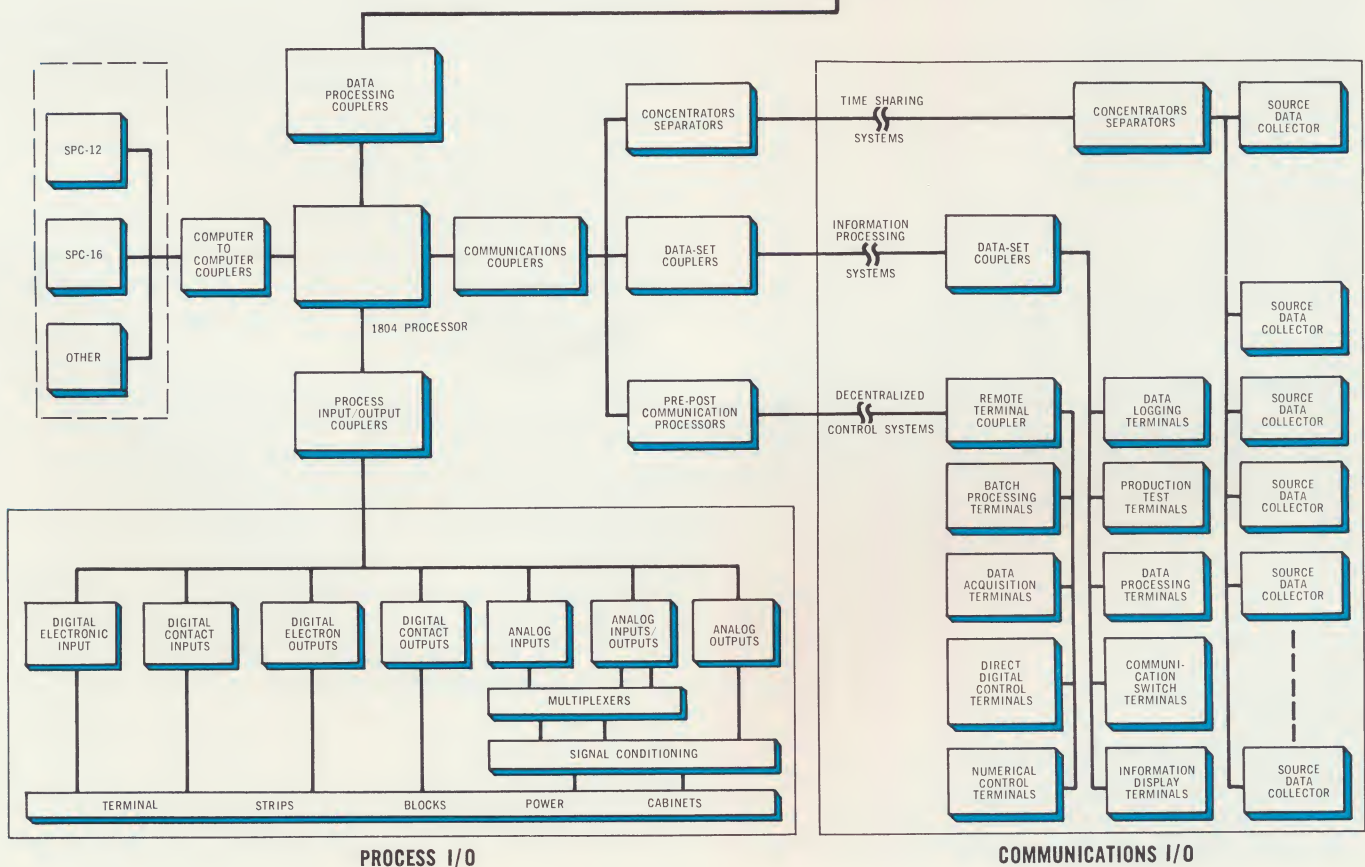 DATA
PROCESSING
COUPLERS
SPC-12
SPC-16
OTHER
COMPUTER
TO
COMPUTER
COUPLERS
1804 PROCESSOR
COMMUNICATIONS
COUPLERS
PROCESS
INPUT/OUTPUT
COUPLERS
CONCENTRATORS
SEPARATORS
DATA-SET
COUPLERS
PRE-POST
COMMUNICATION
PROCESSORS
TIME SHARING
SYSTEMS
INFORMATION
PROCESSING
SYSTEMS
DECENTRALIZED
CONTROL SYSTEMS
CONCENTRATORS
SEPARATORS
DATA-SET
COUPLERS
REMOTE
TERMINAL
COUPLER
BATCH
PROCESSING
TERMINALS
DATA
ACQUISITION
TERMINALS
DIRECT
DIGITAL
CONTROL
TERMINALS
NUMERICAL
CONTROL
TERMINALS
DATA
LOGGING
TERMINALS
PRODUCTION
TEST
TERMINALS
DATA
PROCESSING
TERMINALS
COMMUNI-
CATION
SWITCH
TERMINALS
INFORMATION
DISPLAY
TERMINALS
SOURCE
DATA
COLLECTOR
SOURCE
DATA
COLLECTOR
SOURCE
DATA
COLLECTOR
SOURCE
DATA
COLLECTOR
SOURCE
DATA
COLLECTOR
SOURCE
DATA
COLLECTOR
DIGITAL
ELECTRONIC
INPUT
DIGITAL
CONTACT
INPUTS
DIGITAL
ELECTRON
OUTPUTS
DIGITAL
CONTACT
OUTPUTS
ANALOG
INPUTS
ANALOG
INPUTS/
OUTPUTS
ANALOG
OUTPUTS
MULTIPLEXERS
SIGNAL CONDITIONING
TERMINAL STRIPS BLOCKS POWER CABINETS
PROCESS I/O
COMMUNICATIONS I/O